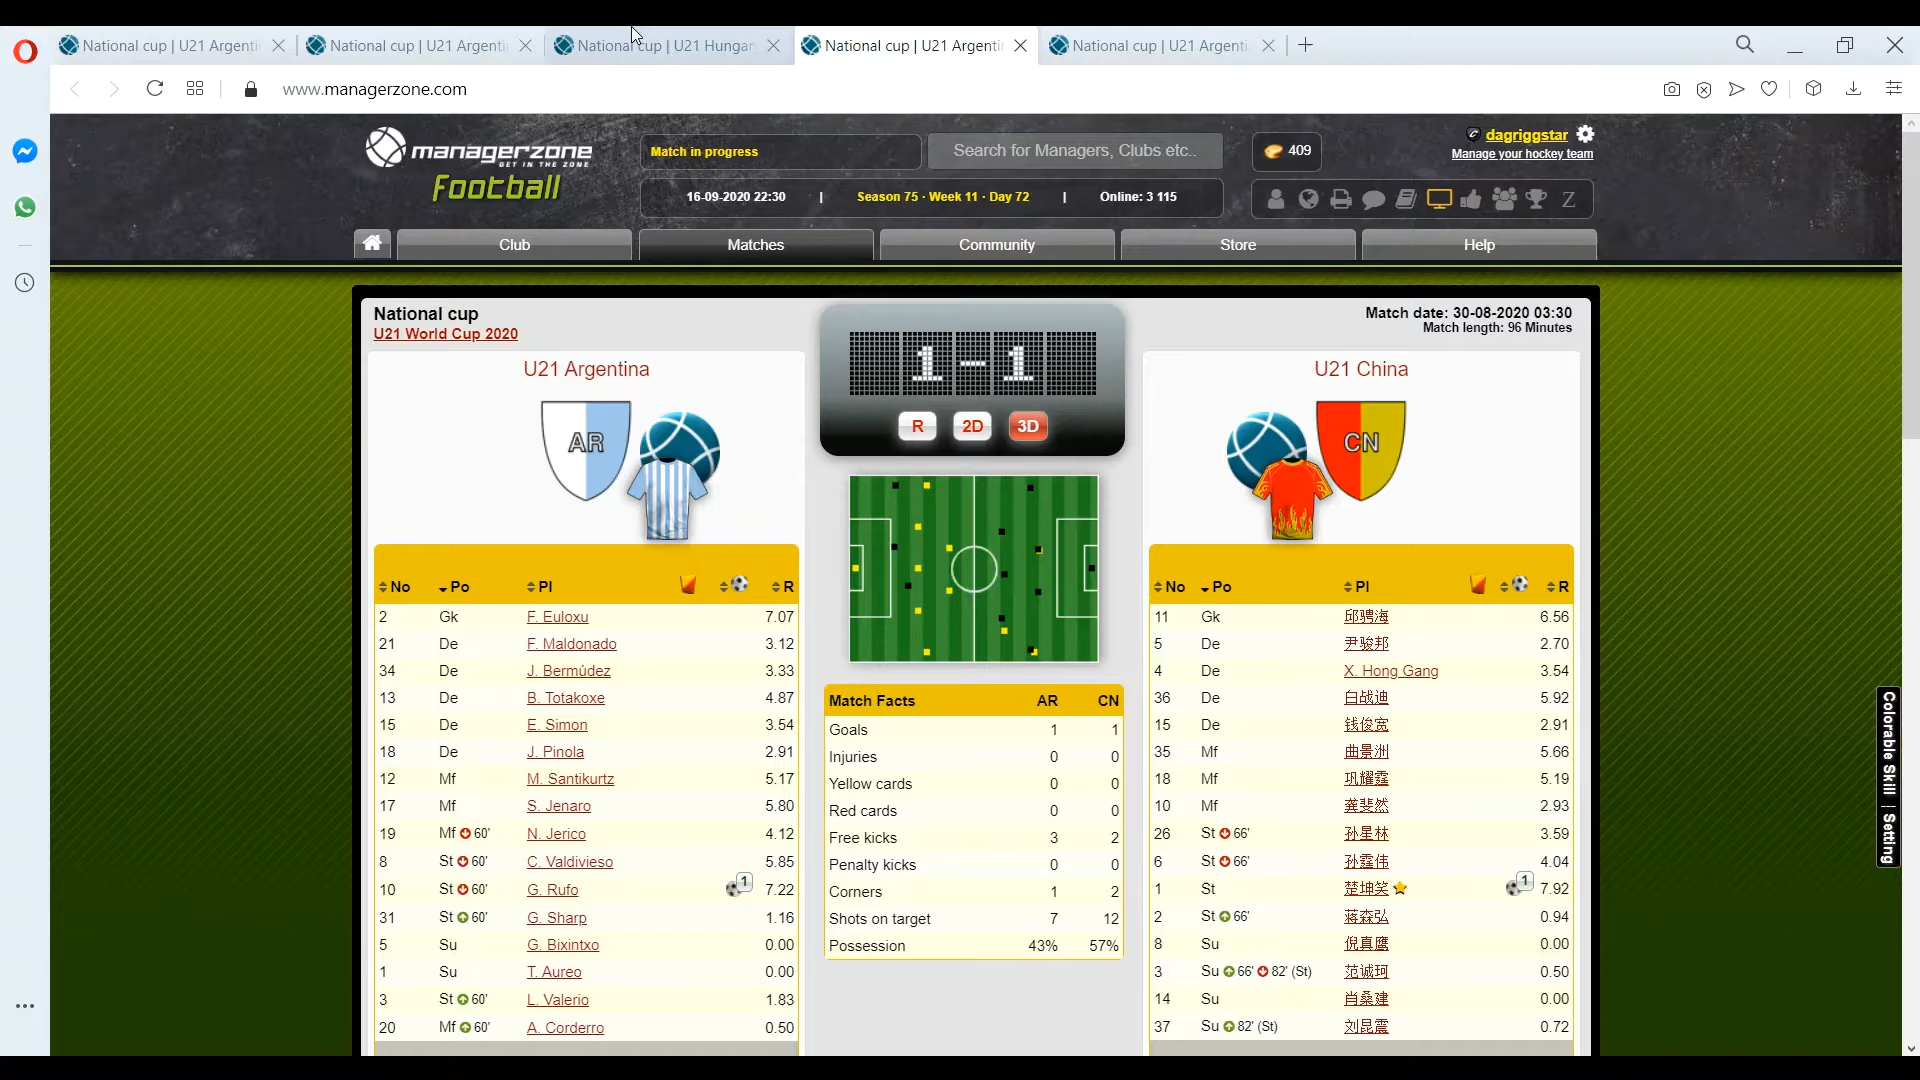 National cup | U21 Argenti
National cup | U21 Argenti
National cup | U21 Hungar
National cup | U21 Argenti
National cup | U21 Argenti
www.managerzone.com
managerzone
GET IN THE ZONE
Football
Match in progress
Search for Managers, Clubs etc..
409
dagriggstar
Manage your hockey team
16-09-2020 22:30 | Season 75 · Week 11 · Day 72 | Online: 3 115
Club
Matches
Community
Store
Help
National cup
U21 World Cup 2020
Match date: 30-08-2020 03:30
Match length: 96 Minutes
U21 Argentina
AR
1-1
R 2D 3D
U21 China
CN
No Po Pl R
2 Gk F. Euloxu 7.07
21 De F. Maldonado 3.12
34 De J. Bermúdez 3.33
13 De B. Totakoxe 4.87
15 De E. Simon 3.54
18 De J. Pinola 2.91
12 Mf M. Santikurtz 5.17
17 Mf S. Jenaro 5.80
19 Mf 60' N. Jerico 4.12
8 St 60' C. Valdivieso 5.85
10 St 60' G. Rufo 1 7.22
31 St 60' G. Sharp 1.16
5 Su G. Bixintxo 0.00
1 Su T. Aureo 0.00
3 St 60' L. Valerio 1.83
20 Mf 60' A. Corderro 0.50
Match Facts AR CN
Goals 1 1
Injuries 0 0
Yellow cards 0 0
Red cards 0 0
Free kicks 3 2
Penalty kicks 0 0
Corners 1 2
Shots on target 7 12
Possession 43% 57%
No Po Pl R
11 Gk 邱骋海 6.56
5 De 尹骏邦 2.70
4 De X. Hong Gang 3.54
36 De 白战迪 5.92
15 De 钱俊宽 2.91
35 Mf 曲景洲 5.66
18 Mf 巩耀霆 5.19
10 Mf 龚斐然 2.93
26 St 66' 孙星林 3.59
6 St 66' 孙霆伟 4.04
1 St 楚坤笑 1 7.92
2 St 66' 蒋森弘 0.94
8 Su 倪真鹰 0.00
3 Su 66' 82' (St) 范诚珂 0.50
14 Su 肖桑建 0.00
37 Su 82' (St) 刘昆震 0.72
Colorable Skill | Setting